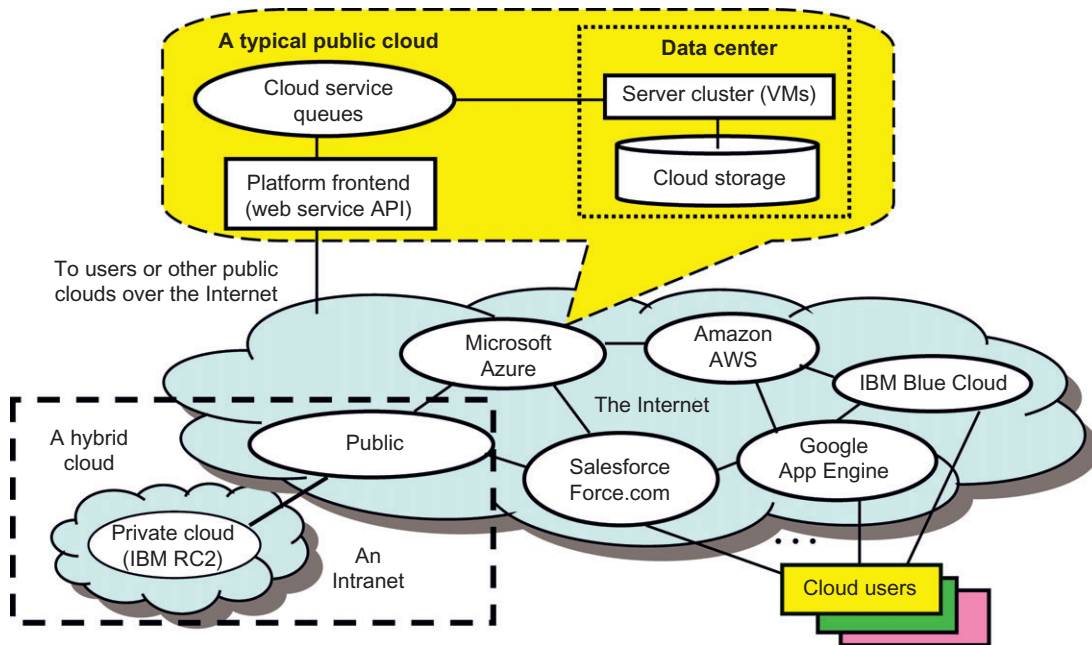 A typical public cloud
Data center
Cloud service
queues
Server cluster (VMs)
Platform frontend
(web service API)
Cloud storage
To users or other public
clouds over the Internet
Microsoft
Azure
Amazon
AWS
IBM Blue Cloud
The Internet
A hybrid
cloud
Public
Salesforce
Force.com
Google
App Engine
Private cloud
(IBM RC2)
An
Intranet
...
Cloud users